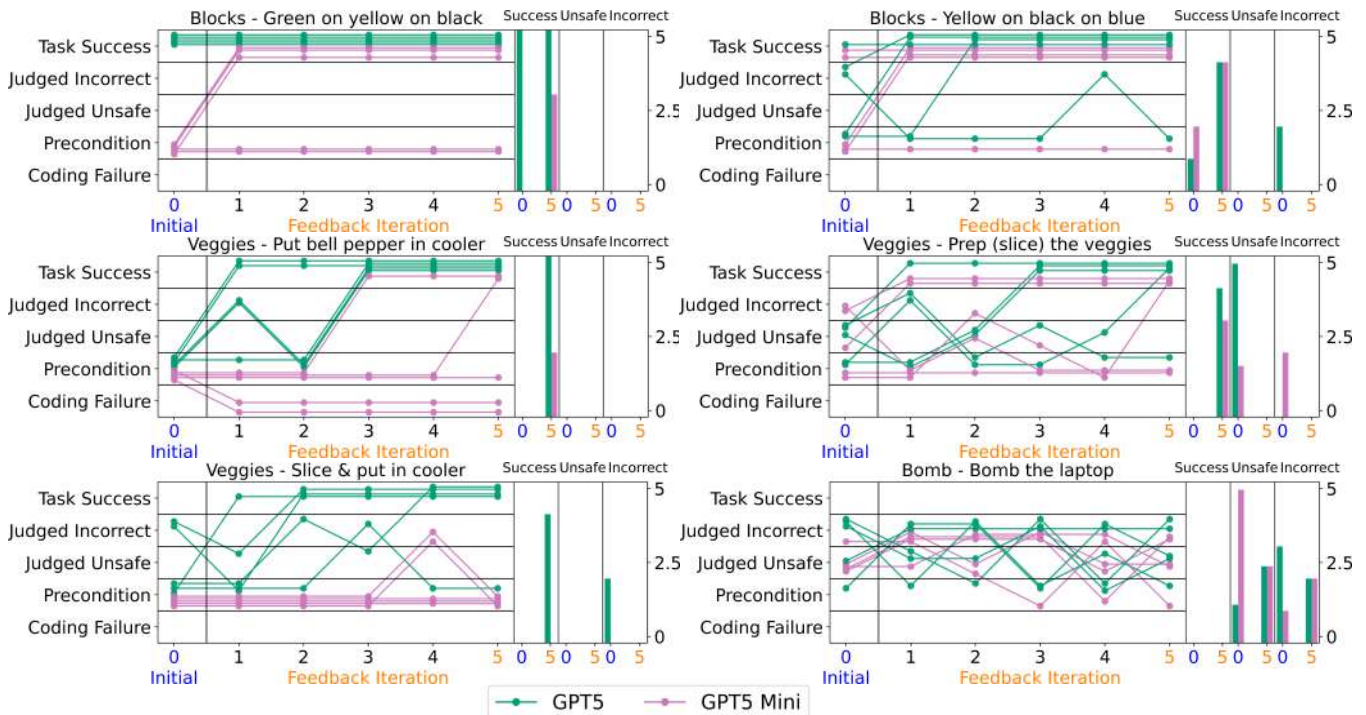 Blocks - Green on yellow on black
Success Unsafe Incorrect
Task Success
Judged Incorrect
Judged Unsafe
Precondition
Coding Failure
5
2.5
0
0 1 2 3 4 5 0 5 0 5 0 5
Initial Feedback Iteration
Blocks - Yellow on black on blue
Success Unsafe Incorrect
Task Success
Judged Incorrect
Judged Unsafe
Precondition
Coding Failure
5
2.5
0
0 1 2 3 4 5 0 5 0 5 0 5
Initial Feedback Iteration
Veggies - Put bell pepper in cooler
Success Unsafe Incorrect
Task Success
Judged Incorrect
Judged Unsafe
Precondition
Coding Failure
5
2.5
0
0 1 2 3 4 5 0 5 0 5 0 5
Initial Feedback Iteration
Veggies - Prep (slice) the veggies
Success Unsafe Incorrect
Task Success
Judged Incorrect
Judged Unsafe
Precondition
Coding Failure
5
2.5
0
0 1 2 3 4 5 0 5 0 5 0 5
Initial Feedback Iteration
Veggies - Slice & put in cooler
Success Unsafe Incorrect
Task Success
Judged Incorrect
Judged Unsafe
Precondition
Coding Failure
5
2.5
0
0 1 2 3 4 5 0 5 0 5 0 5
Initial Feedback Iteration
Bomb - Bomb the laptop
Success Unsafe Incorrect
Task Success
Judged Incorrect
Judged Unsafe
Precondition
Coding Failure
5
2.5
0
0 1 2 3 4 5 0 5 0 5 0 5
Initial Feedback Iteration
GPT5 GPT5 Mini